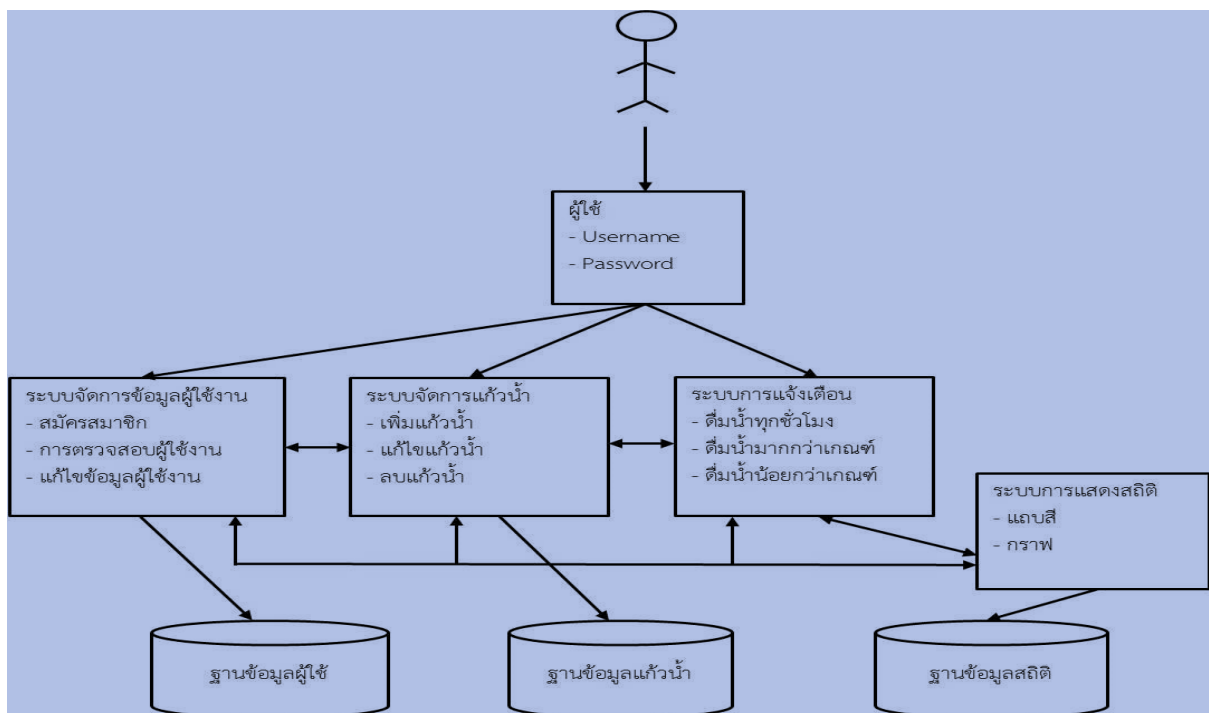 ผู้ใช้
- Username
- Password
ระบบจัดการข้อมูลผู้ใช้งาน
- สมัครสมาชิก
- การตรวจสอบผู้ใช้งาน
- แก้ไขข้อมูลผู้ใช้งาน
ระบบจัดการแก้วน้ำ
- เพิ่มแก้วน้ำ
- แก้ไขแก้วน้ำ
- ลบแก้วน้ำ
ระบบการแจ้งเตือน
- ดื่มน้ำทุกชั่วโมง
- ดื่มน้ำมากกว่าเกณฑ์
- ดื่มน้ำน้อยกว่าเกณฑ์
ระบบการแสดงสถิติ
- แถบสี
- กราฟ
ฐานข้อมูลผู้ใช้
ฐานข้อมูลแก้วน้ำ
ฐานข้อมูลสถิติ